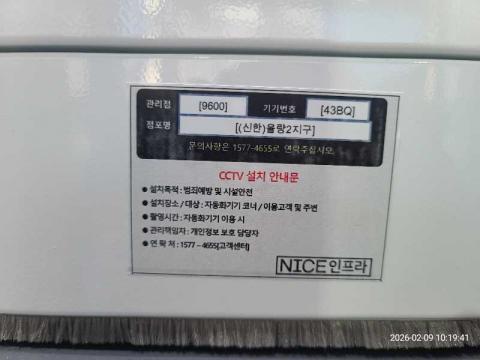 관리점 [9600] 기기번호 [43BQ]
점포명 [(신한)율량2지구]
문의사항은 1577-4655로 연락주십시오.
CCTV 설치 안내문
● 설치목적 : 범죄예방 및 시설안전
● 설치장소 / 대상 : 자동화기기 코너 / 이용고객 및 주변
● 촬영시간 : 자동화기기 이용 시
● 관리책임자 : 개인정보 보호 담당자
● 연 락 처 : 1577 - 4655[고객센터]
NICE인프라
2026-02-09 10:19:41